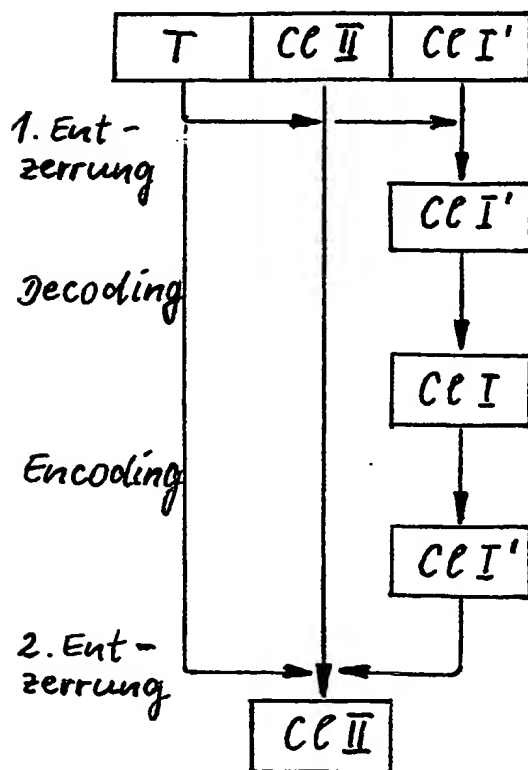 T Cl II Cl I'
1. Ent-
zerrung
Cl I'
Decoding
Cl I
Encoding
Cl I'
2. Ent-
zerrung
Cl II